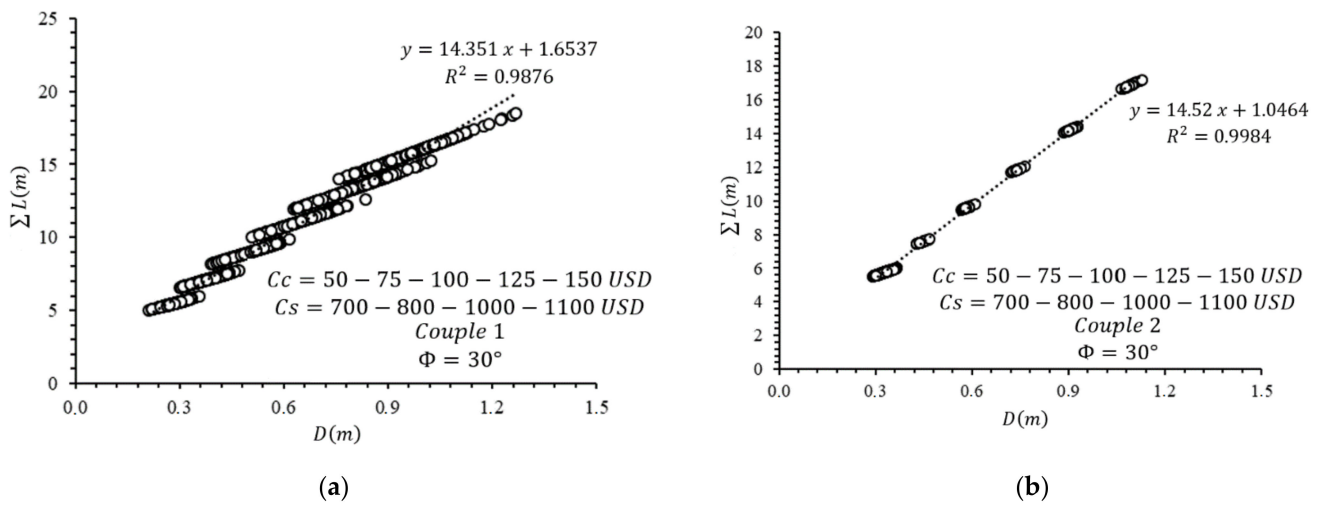 25
20
15
10
5
0
∑ L(m)
y = 14.351 x + 1.6537
R² = 0.9876
Cc = 50 − 75 − 100 − 125 − 150 USD
Cs = 700 − 800 − 1000 − 1100 USD
Couple 1
Φ = 30°
0.0 0.3 0.6 0.9 1.2 1.5
D(m)
(a)
20
18
16
14
12
10
8
6
4
2
0
∑ L(m)
y = 14.52 x + 1.0464
R² = 0.9984
Cc = 50 − 75 − 100 − 125 − 150 USD
Cs = 700 − 800 − 1000 − 1100 USD
Couple 2
Φ = 30°
0.0 0.3 0.6 0.9 1.2 1.5
D(m)
(b)